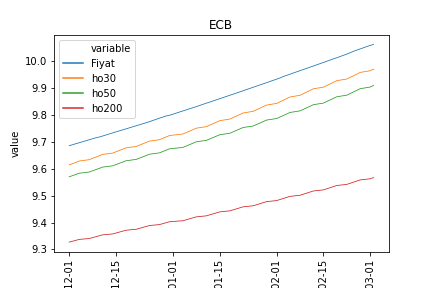 ECB
variable
Fiyat
ho30
ho50
ho200
value
10.0
9.9
9.8
9.7
9.6
9.5
9.4
9.3
12-01
12-15
01-01
01-15
02-01
02-15
03-01